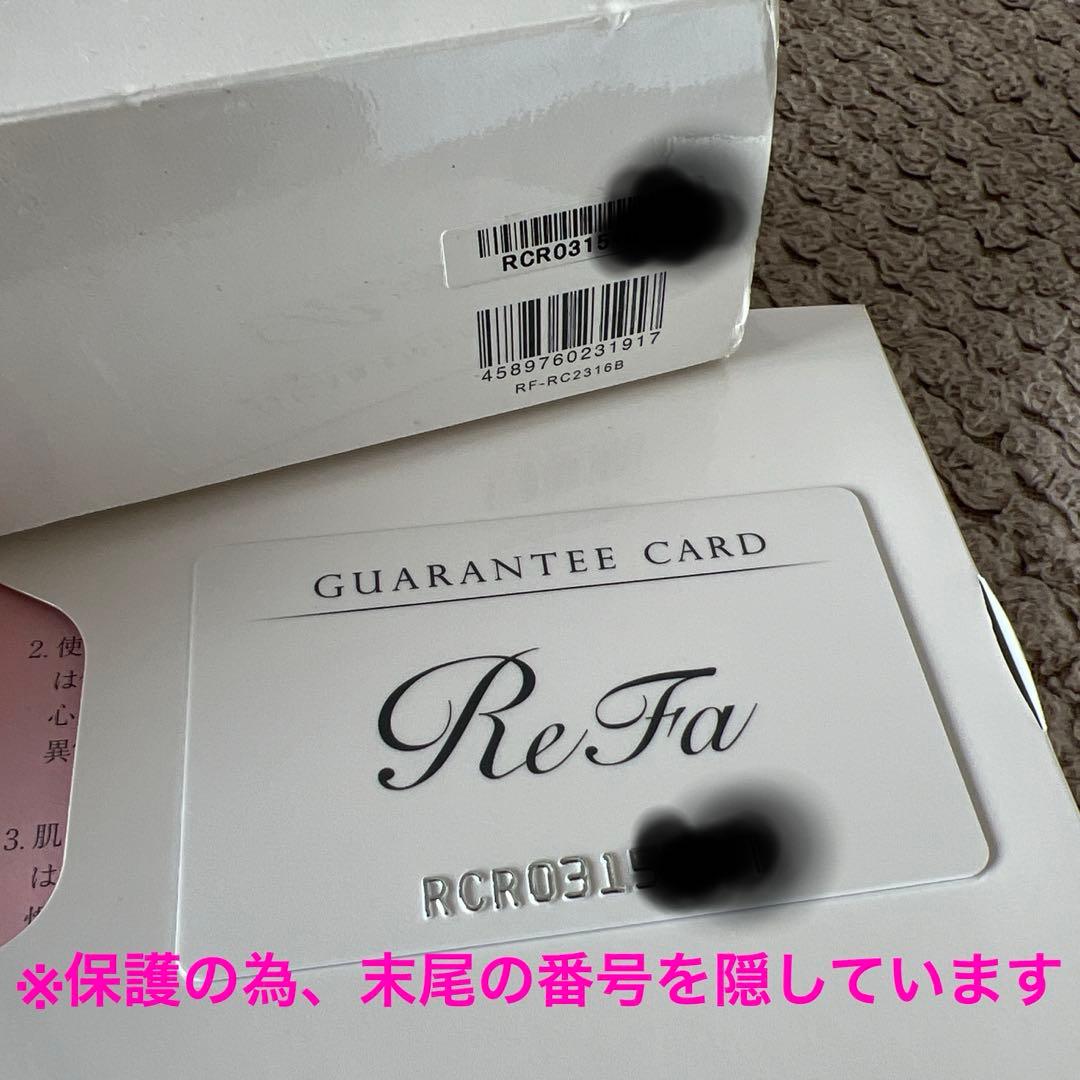 RCR0315
4589760231917
RF-RC2316B
GUARANTEE CARD
ReFa
RCR0315
2. 使
は
心
異
3. 肌
は
※保護の為、末尾の番号を隠しています